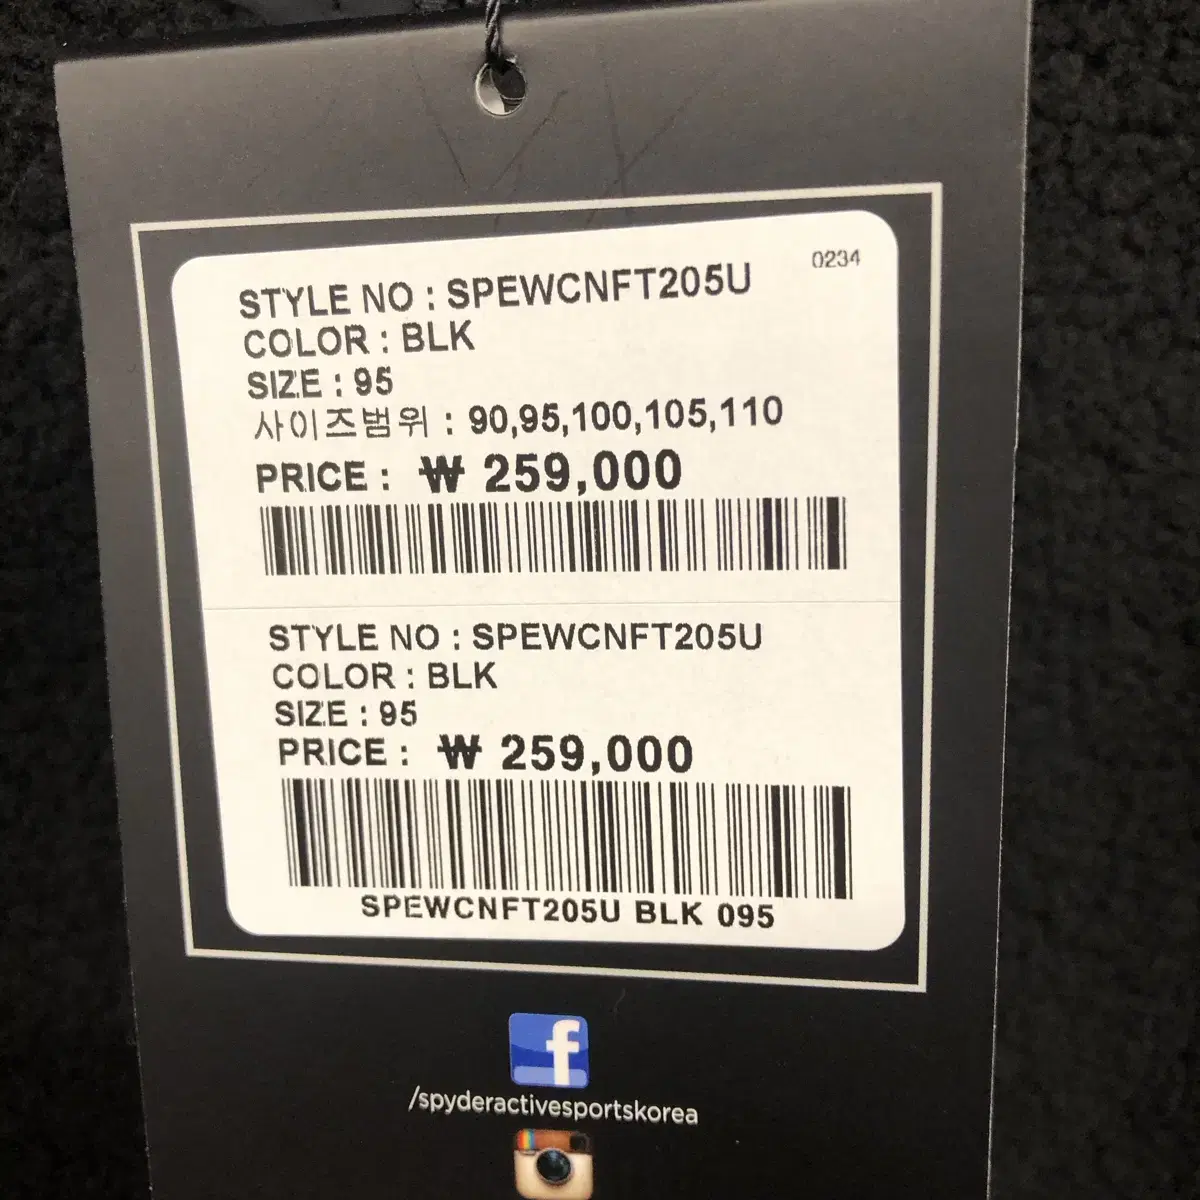 0234
STYLE NO : SPEWCNFT205U
COLOR : BLK
SIZE : 95
사이즈범위 : 90,95,100,105,110
PRICE : ₩ 259,000
STYLE NO : SPEWCNFT205U
COLOR : BLK
SIZE : 95
PRICE : ₩ 259,000
SPEWCNFT205U BLK 095
f
/spyderactivesportskorea